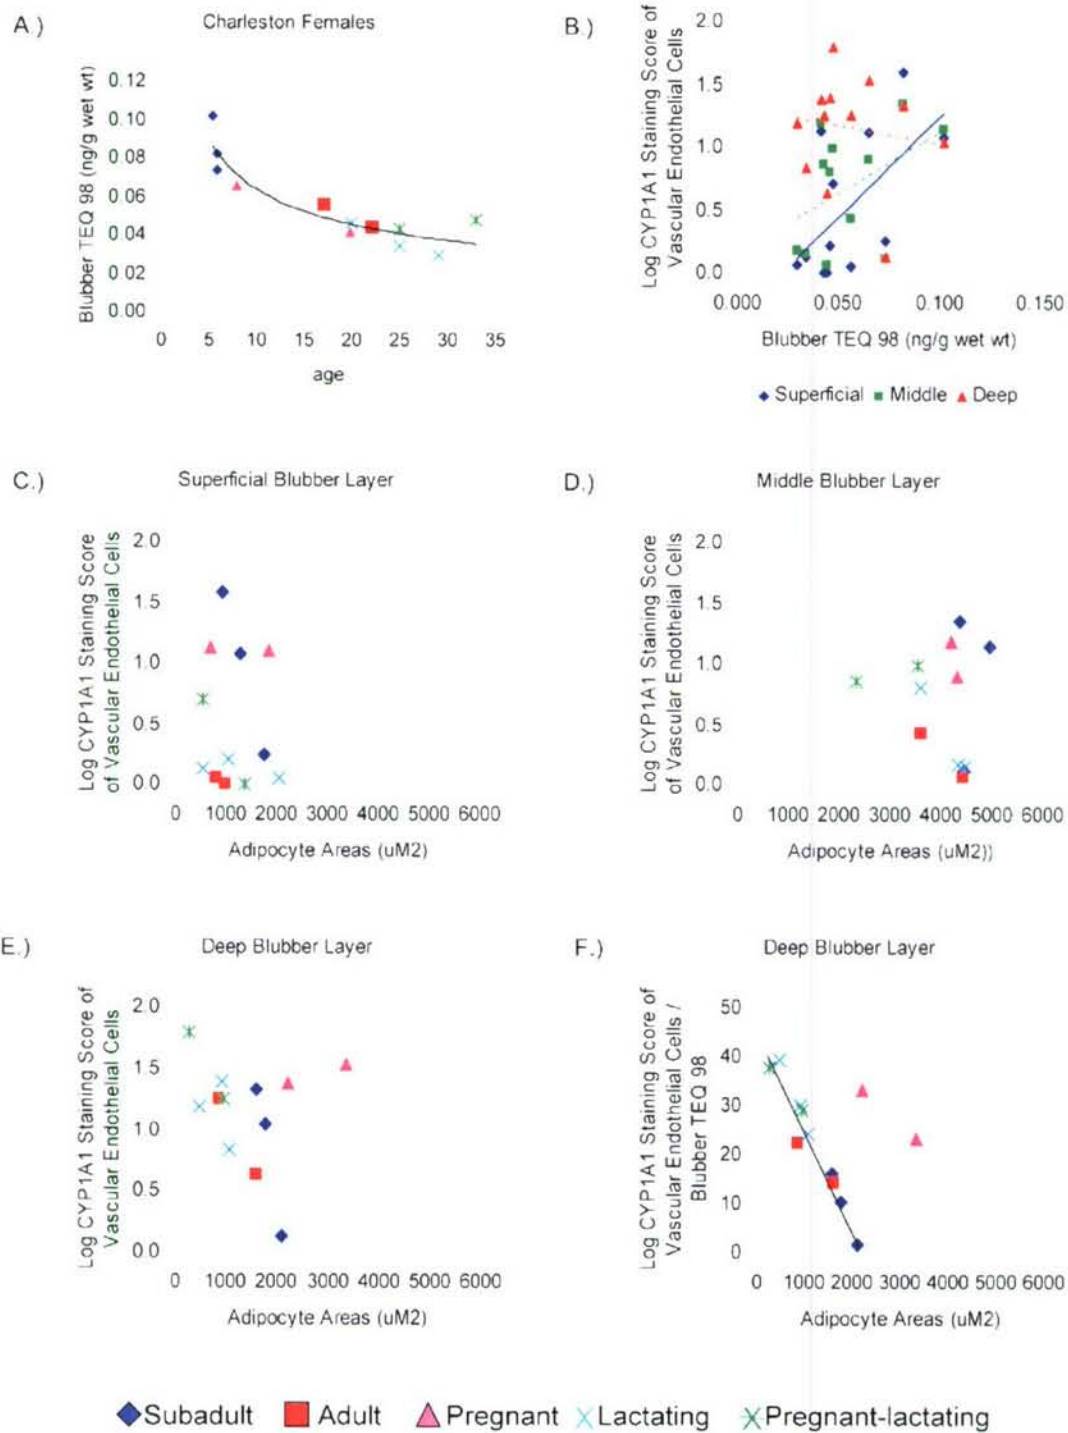 A.)
Charleston Females
Blubber TEQ 98 (ng/g wet wt)
0.12
0.10
0.08
0.06
0.04
0.02
0.00
0 5 10 15 20 25 30 35
age
B.)
Log CYP1A1 Staining Score of
Vascular Endothelial Cells
2.0
1.5
1.0
0.5
0.0
0.000 0.050 0.100 0.150
Blubber TEQ 98 (ng/g wet wt)
Superficial Middle Deep
C.)
Superficial Blubber Layer
Log CYP1A1 Staining Score
of Vascular Endothelial Cells
2.0
1.5
1.0
0.5
0.0
0 1000 2000 3000 4000 5000 6000
Adipocyte Areas (uM2)
D.)
Middle Blubber Layer
Log CYP1A1 Staining Score
of Vascular Endothelial Cells
2.0
1.5
1.0
0.5
0.0
0 1000 2000 3000 4000 5000 6000
Adipocyte Areas (uM2))
E.)
Deep Blubber Layer
Log CYP1A1 Staining Score of
Vascular Endothelial Cells
2.0
1.5
1.0
0.5
0.0
0 1000 2000 3000 4000 5000 6000
Adipocyte Areas (uM2)
F.)
Deep Blubber Layer
Log CYP1A1 Staining Score of
Vascular Endothelial Cells /
Blubber TEQ 98
50
40
30
20
10
0
0 1000 2000 3000 4000 5000 6000
Adipocyte Areas (uM2)
Subadult Adult Pregnant Lactating Pregnant-lactating